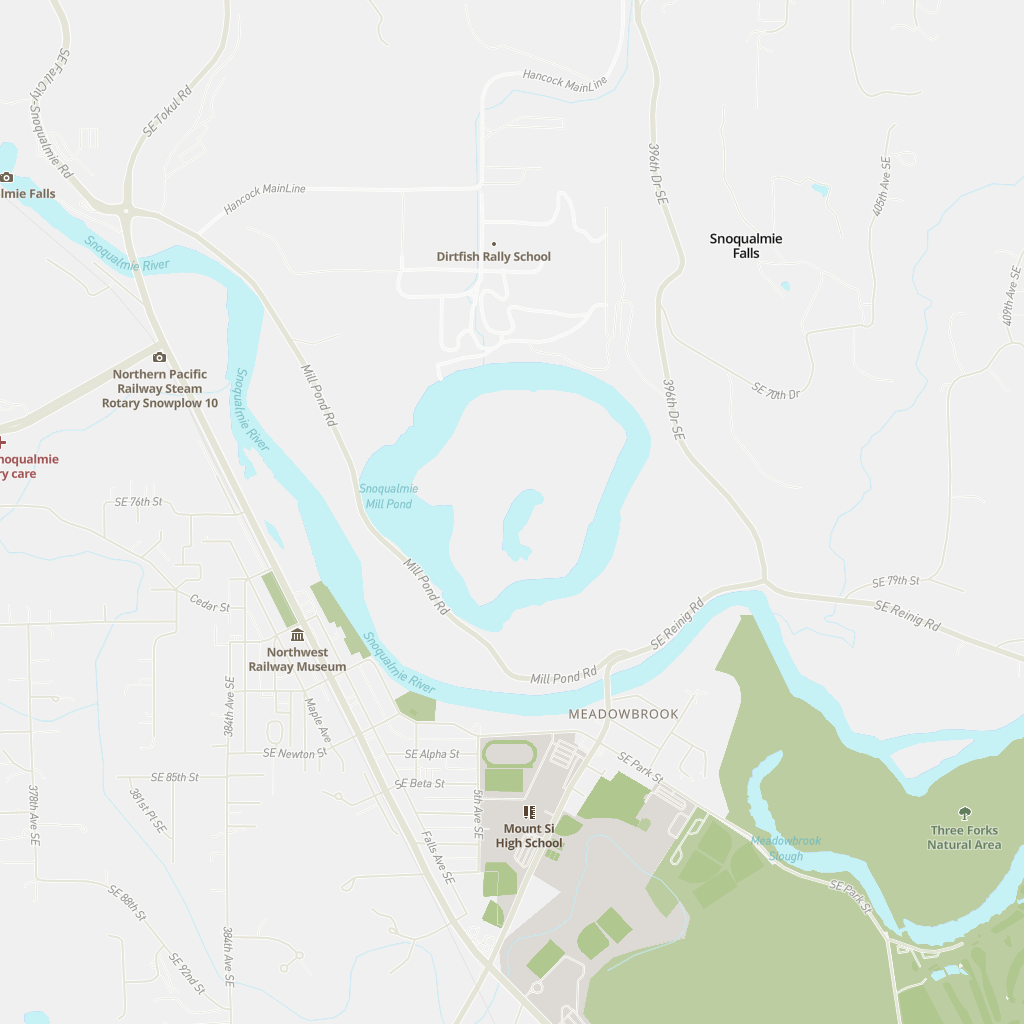 Hancock MainLine
SE Fall City-Snoqualmie Rd
SE Tokul Rd
396th Dr SE
405th Ave SE
lmie Falls
Hancock MainLine
Snoqualmie River
Dirtfish Rally School
Snoqualmie
Falls
409th Ave SE
Northern Pacific
Railway Steam
Rotary Snowplow 10
Mill Pond Rd
Snoqualmie River
396th Dr SE
SE 70th Dr
noqualmie
ry care
SE 76th St
Snoqualmie
Mill Pond
Mill Pond Rd
SE 79th St
Cedar St
SE Reinig Rd
SE Reinig Rd
Northwest
Railway Museum
Snoqualmie River
Mill Pond Rd
384th Ave SE
Maple Ave
MEADOWBROOK
SE Newton St
SE Alpha St
SE Park St
SE 85th St
SE Beta St
378th Ave SE
381st Pl SE
5th Ave SE
Mount Si
High School
Three Forks
Natural Area
Meadowbrook
Slough
Falls Ave SE
SE 88th St
SE Park St
384th Ave SE
SE 92nd St